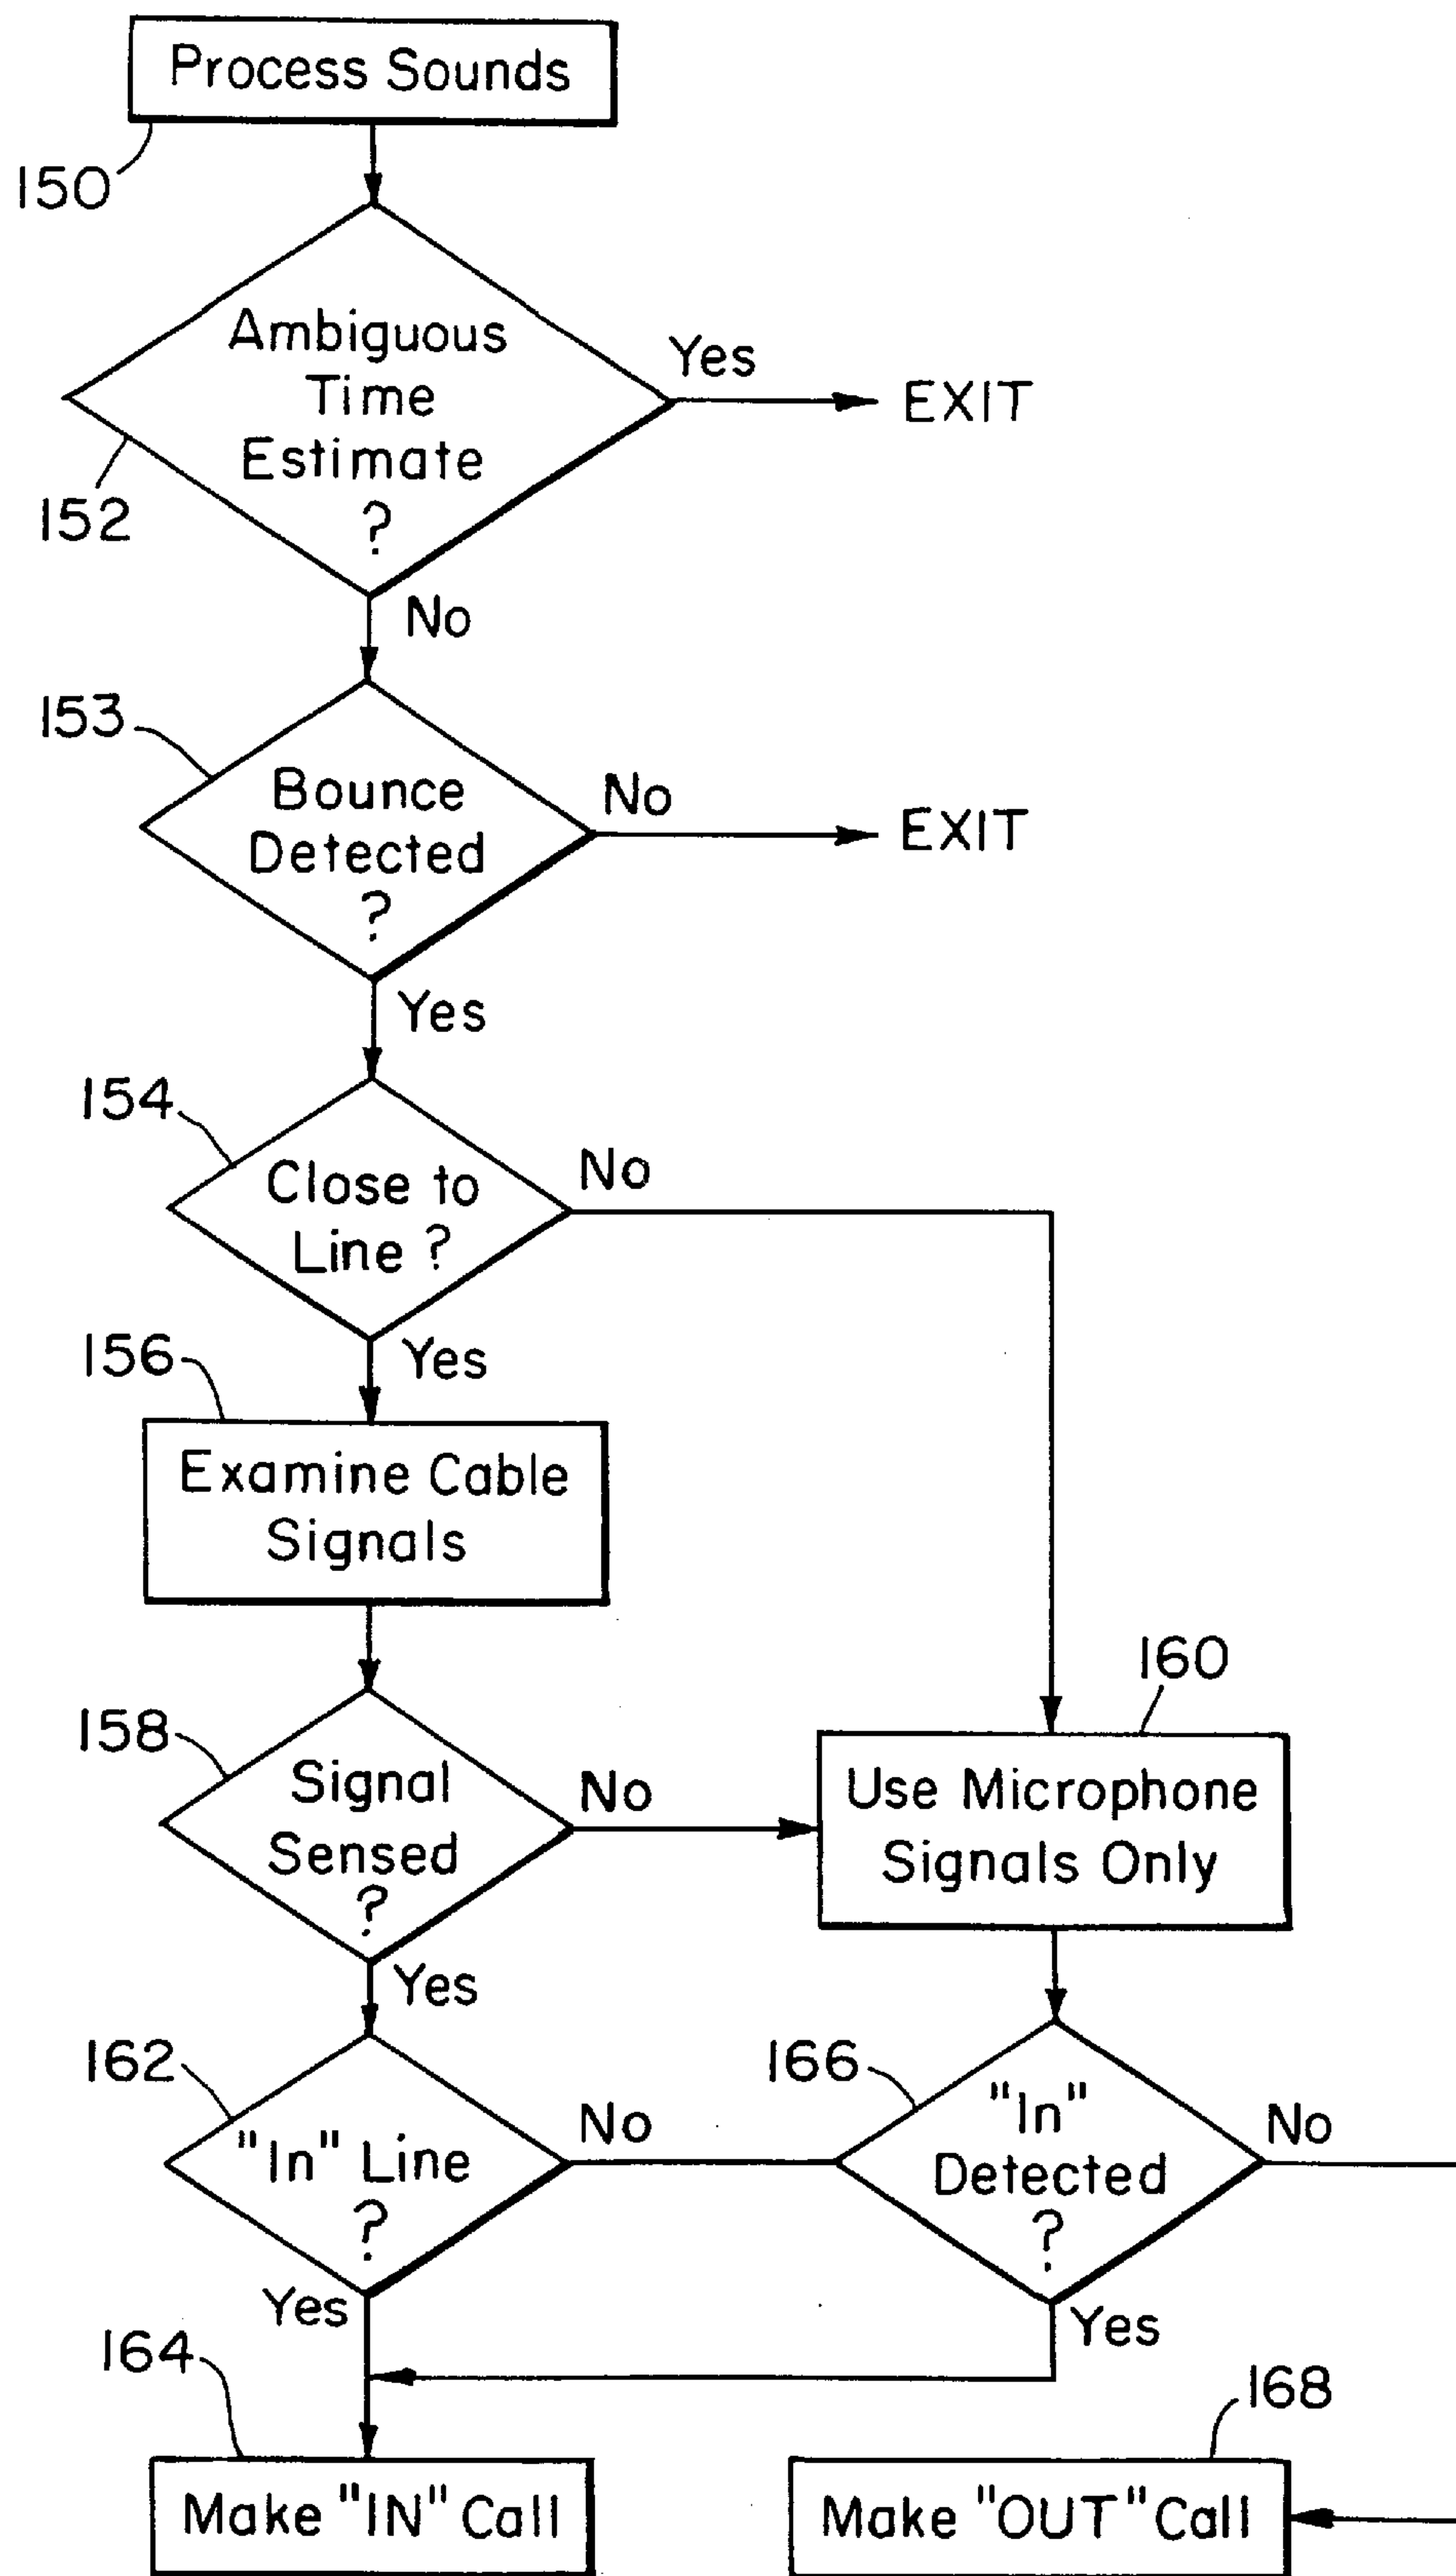 Process Sounds
150
Ambiguous
Time
Estimate
?
Yes
EXIT
152
No
153
Bounce
Detected
?
No
EXIT
Yes
154
Close to
Line ?
No
156
Yes
Examine Cable
Signals
160
158
Signal
Sensed
?
No
Use Microphone
Signals Only
Yes
162
"In" Line
?
No
166
"In"
Detected
?
No
Yes
Yes
164
168
Make "IN" Call
Make "OUT" Call